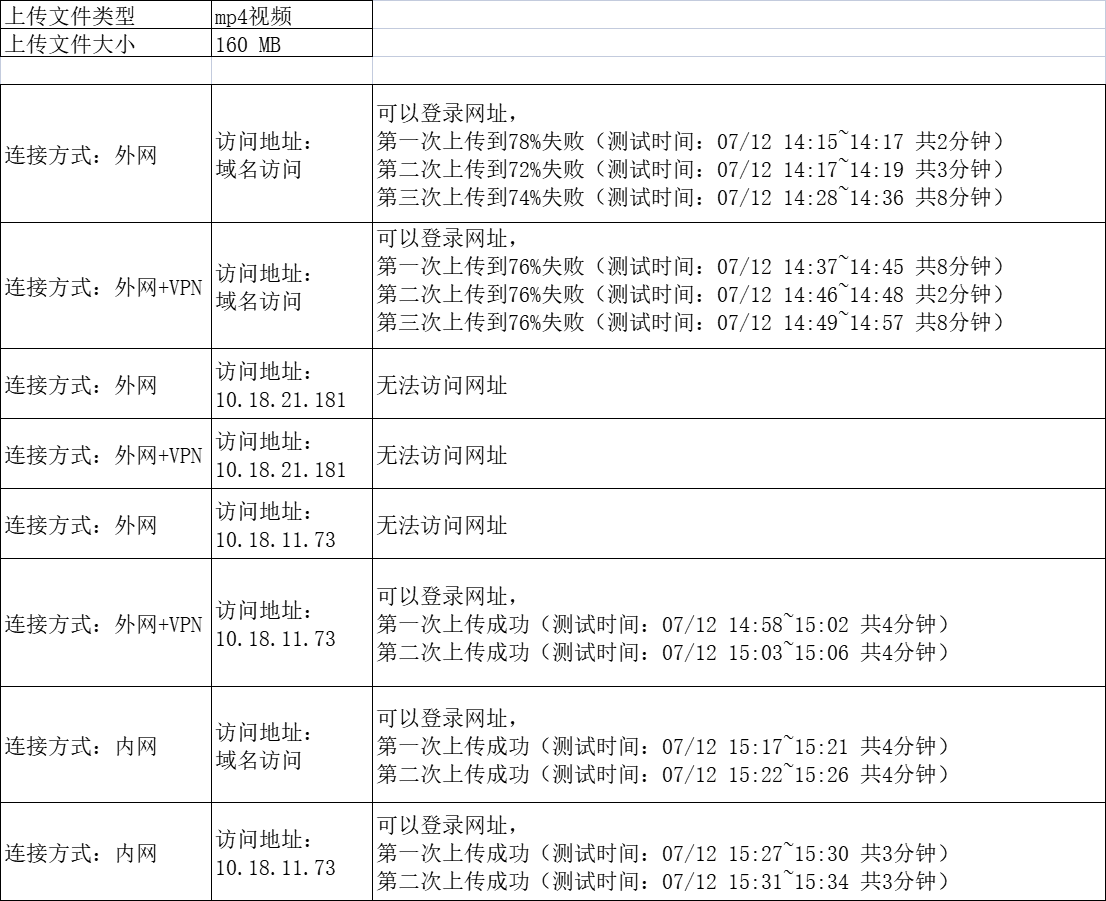 上传文件类型 mp4视频
上传文件大小 160 MB
连接方式：外网
访问地址：
域名访问
可以登录网址，
第一次上传到78%失败（测试时间：07/12 14:15~14:17 共2分钟）
第二次上传到72%失败（测试时间：07/12 14:17~14:19 共3分钟）
第三次上传到74%失败（测试时间：07/12 14:28~14:36 共8分钟）
连接方式：外网+VPN
访问地址：
域名访问
可以登录网址，
第一次上传到76%失败（测试时间：07/12 14:37~14:45 共8分钟）
第二次上传到76%失败（测试时间：07/12 14:46~14:48 共2分钟）
第三次上传到76%失败（测试时间：07/12 14:49~14:57 共8分钟）
连接方式：外网
访问地址：
10.18.21.181
无法访问网址
连接方式：外网+VPN
访问地址：
10.18.21.181
无法访问网址
连接方式：外网
访问地址：
10.18.11.73
无法访问网址
连接方式：外网+VPN
访问地址：
10.18.11.73
可以登录网址，
第一次上传成功（测试时间：07/12 14:58~15:02 共4分钟）
第二次上传成功（测试时间：07/12 15:03~15:06 共4分钟）
连接方式：内网
访问地址：
域名访问
可以登录网址，
第一次上传成功（测试时间：07/12 15:17~15:21 共4分钟）
第二次上传成功（测试时间：07/12 15:22~15:26 共4分钟）
连接方式：内网
访问地址：
10.18.11.73
可以登录网址，
第一次上传成功（测试时间：07/12 15:27~15:30 共3分钟）
第二次上传成功（测试时间：07/12 15:31~15:34 共3分钟）